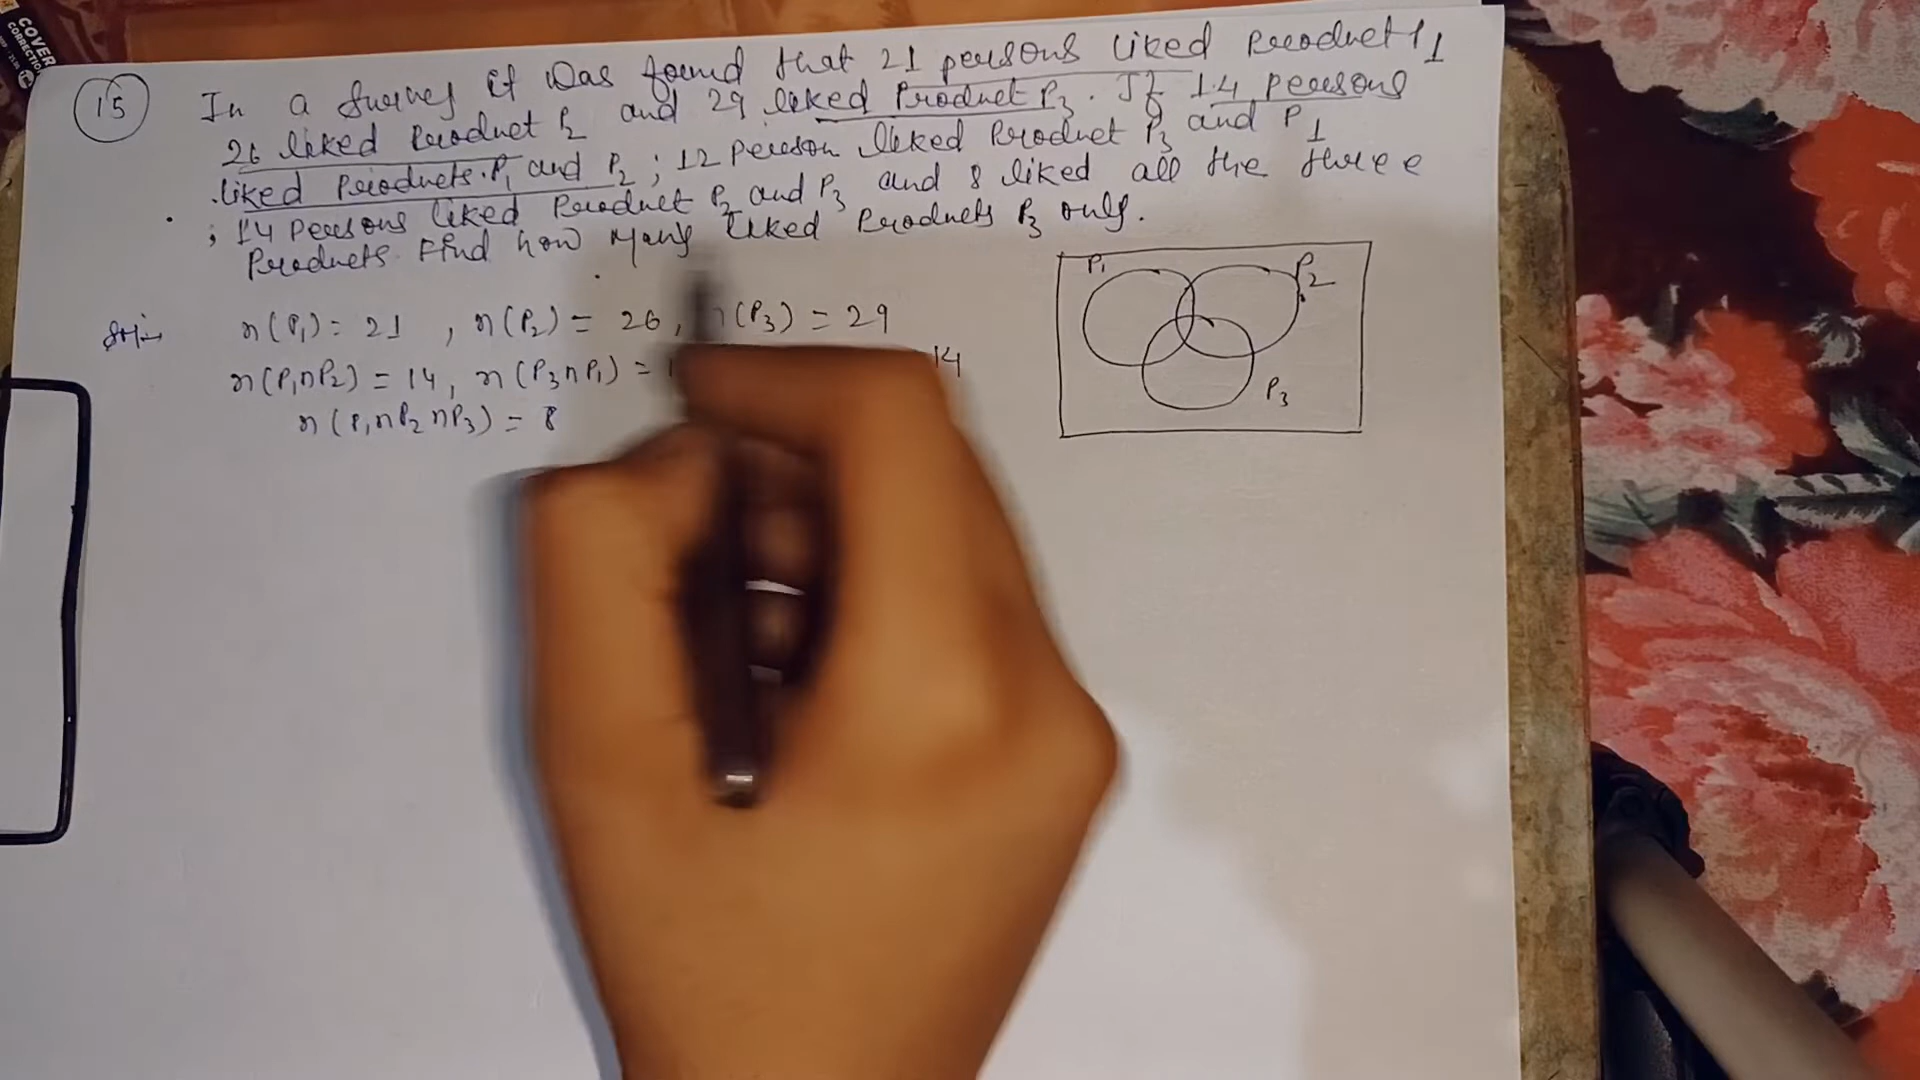 COVER
CORRECTIO
15
In a survey it was found that 21 persons liked product P1
26 liked Product P2 and 29 liked Product P3. If 14 persons
liked Products P1 and P2; 12 person liked Product P3 and P1
; 14 persons liked Product P2 and P3 and 8 liked all the three
Products. Find how many liked Products P3 only.
Sol:-
n(P1) = 21 , n(P2) = 26, n(P3) = 29
n(P1∩P2) = 14, n(P3∩P1) = 1 14
n(P1∩P2∩P3) = 8
P1
P2
P3